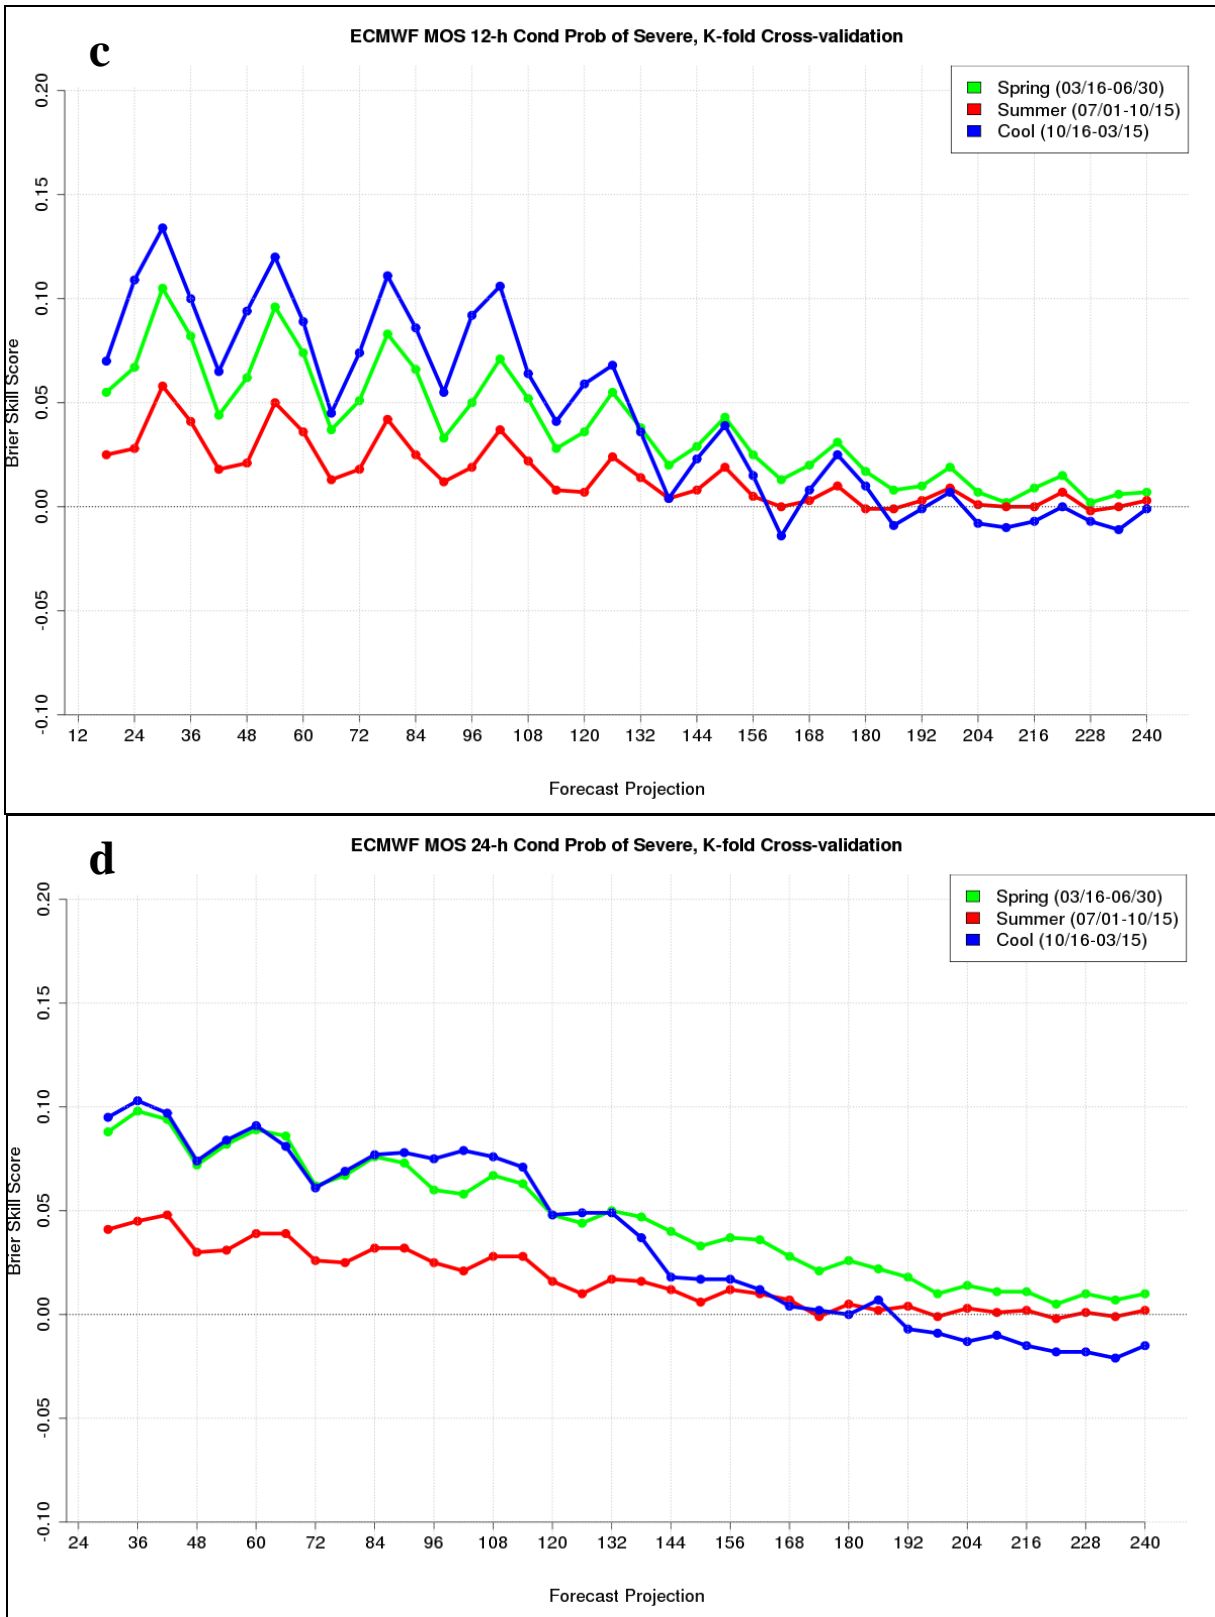 c
ECMWF MOS 12-h Cond Prob of Severe, K-fold Cross-validation
Spring (03/16-06/30)
Summer (07/01-10/15)
Cool (10/16-03/15)
0.20
0.15
0.10
0.05
0.00
-0.05
-0.10
Brier Skill Score
12 24 36 48 60 72 84 96 108 120 132 144 156 168 180 192 204 216 228 240
Forecast Projection
d
ECMWF MOS 24-h Cond Prob of Severe, K-fold Cross-validation
Spring (03/16-06/30)
Summer (07/01-10/15)
Cool (10/16-03/15)
0.20
0.15
0.10
0.05
0.00
-0.05
-0.10
Brier Skill Score
24 36 48 60 72 84 96 108 120 132 144 156 168 180 192 204 216 228 240
Forecast Projection